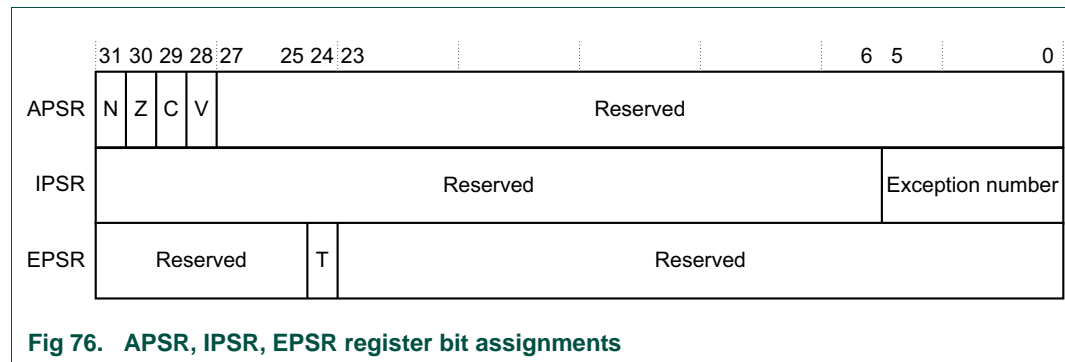 31 30 29 28 27 25 24 23 6 5 0
APSR N Z C V Reserved
IPSR Reserved Exception number
EPSR Reserved T Reserved
Fig 76. APSR, IPSR, EPSR register bit assignments